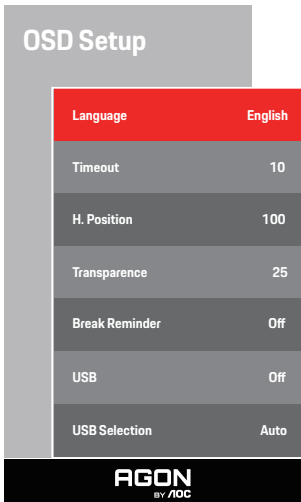 OSD Setup
Language English
Timeout 10
H. Position 100
Transparence 25
Break Reminder Off
USB Off
USB Selection Auto
AGON
BY AOC